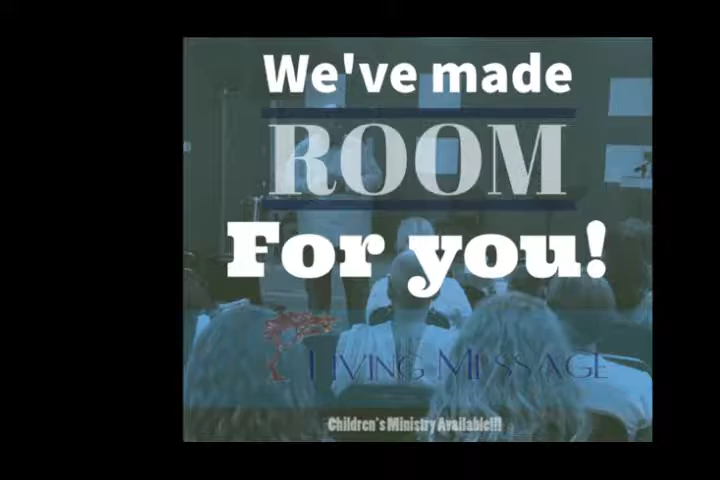 We've made
ROOM
For you!
LIVING MESSAGE
Children's Ministry Available!!!